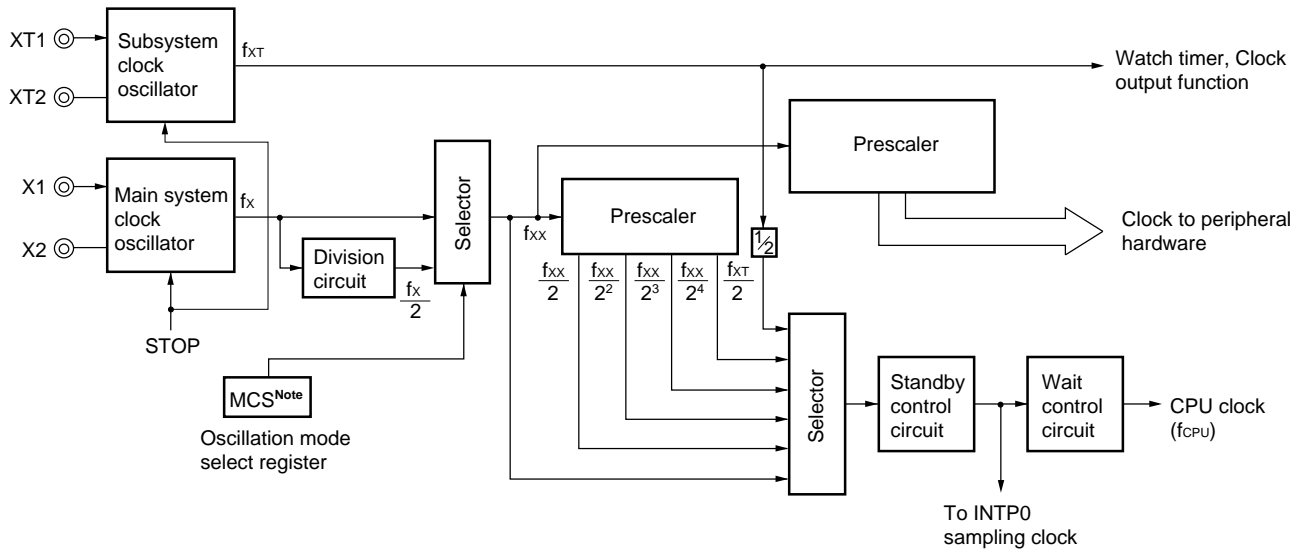 XT1
XT2
Subsystem
clock
oscillator
fXT
Watch timer, Clock
output function
X1
X2
Main system
clock
oscillator
fX
STOP
Division
circuit
fX
2
Selector
MCSNote
Oscillation mode
select register
fXX
Prescaler
Prescaler
Clock to peripheral
hardware
fXX
2
fXX
2²
fXX
2³
fXX
2⁴
fXT
2
1/2
Selector
Standby
control
circuit
Wait
control
circuit
CPU clock
(fCPU)
To INTP0
sampling clock